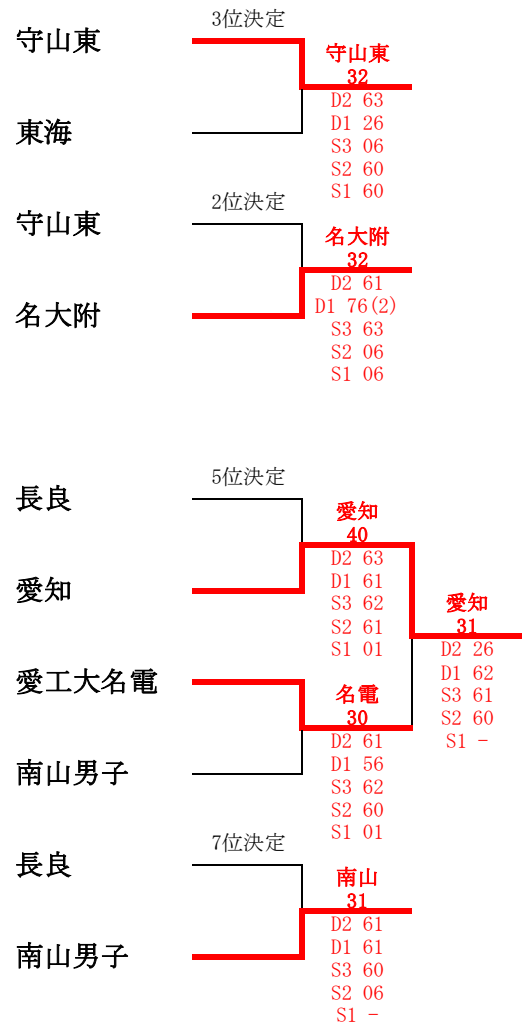 3位決定
守山東
東海
守山東
32
D2 63
D1 26
S3 06
S2 60
S1 60
2位決定
守山東
名大附
名大附
32
D2 61
D1 76(2)
S3 63
S2 06
S1 06
5位決定
長良
愛知
愛知
40
D2 63
D1 61
S3 62
S2 61
S1 01
愛工大名電
南山男子
名電
30
D2 61
D1 56
S3 62
S2 60
S1 01
愛知
31
D2 26
D1 62
S3 61
S2 60
S1 -
7位決定
長良
南山男子
南山
31
D2 61
D1 61
S3 60
S2 06
S1 -